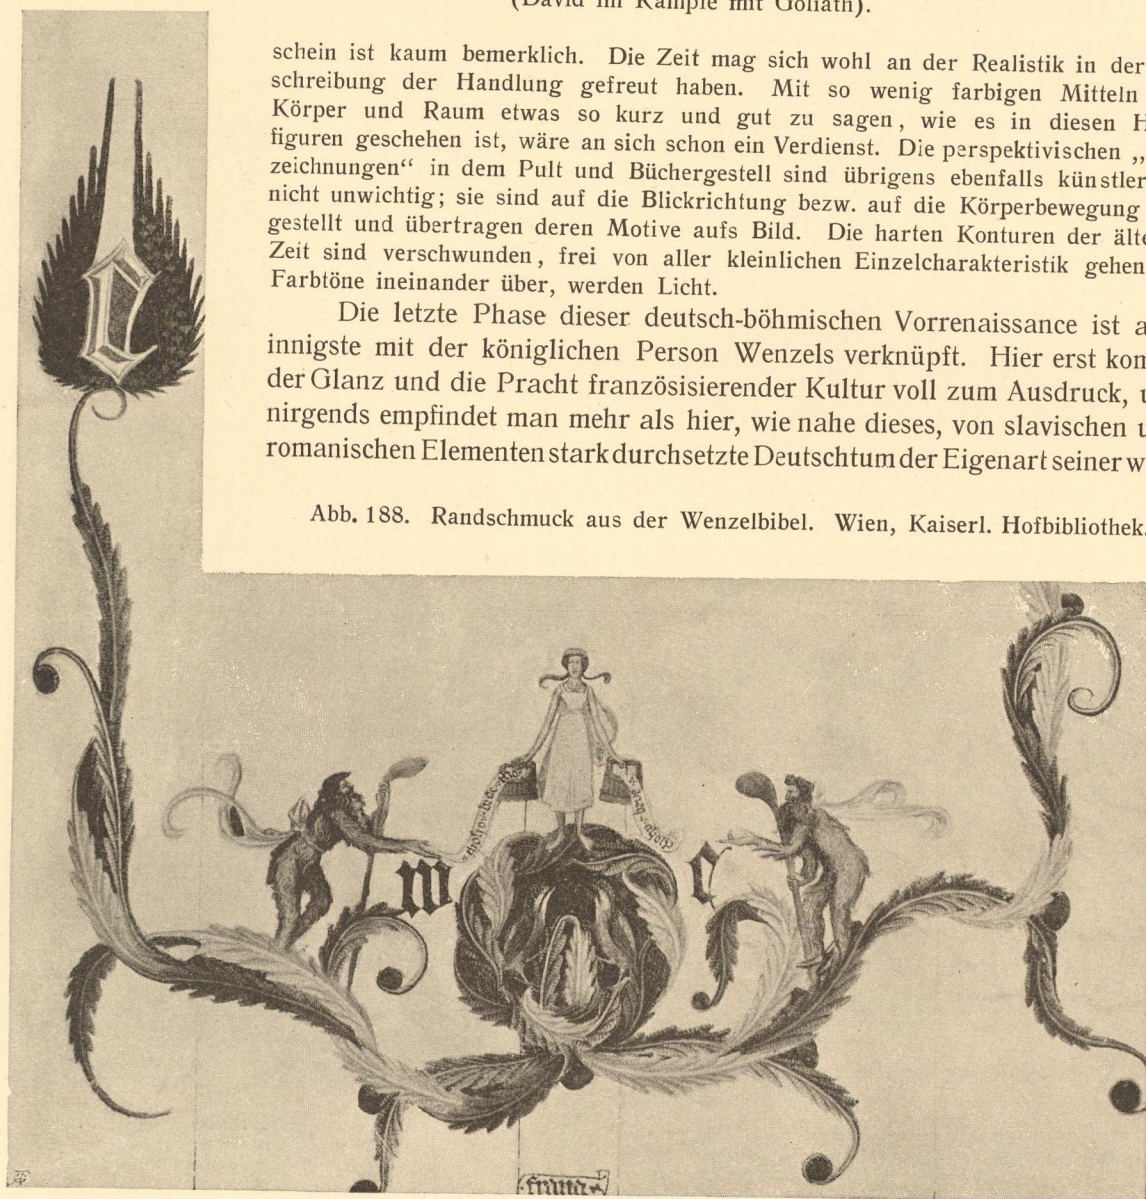 (David im Kampfe mit Goliath).
schein ist kaum bemerklich. Die Zeit mag sich wohl an der Realistik in der
schreibung der Handlung gefreut haben. Mit so wenig farbigen Mitteln
Körper und Raum etwas so kurz und gut zu sagen, wie es in diesen H
figuren geschehen ist, wäre an sich schon ein Verdienst. Die perspektivischen „
zeichnungen“ in dem Pult und Büchergestell sind übrigens ebenfalls künstler
nicht unwichtig; sie sind auf die Blickrichtung bezw. auf die Körperbewegung
gestellt und übertragen deren Motive aufs Bild. Die harten Konturen der älte
Zeit sind verschwunden, frei von aller kleinlichen Einzelcharakteristik gehen
Farbtöne ineinander über, werden Licht.
Die letzte Phase dieser deutsch-böhmischen Vorrenaissance ist a
innigste mit der königlichen Person Wenzels verknüpft. Hier erst kom
der Glanz und die Pracht französisierender Kultur voll zum Ausdruck, u
nirgends empfindet man mehr als hier, wie nahe dieses, von slavischen u
romanischen Elementen stark durchsetzte Deutschtum der Eigenart seiner w
Abb. 188. Randschmuck aus der Wenzelbibel. Wien, Kaiserl. Hofbibliothek.
w
e